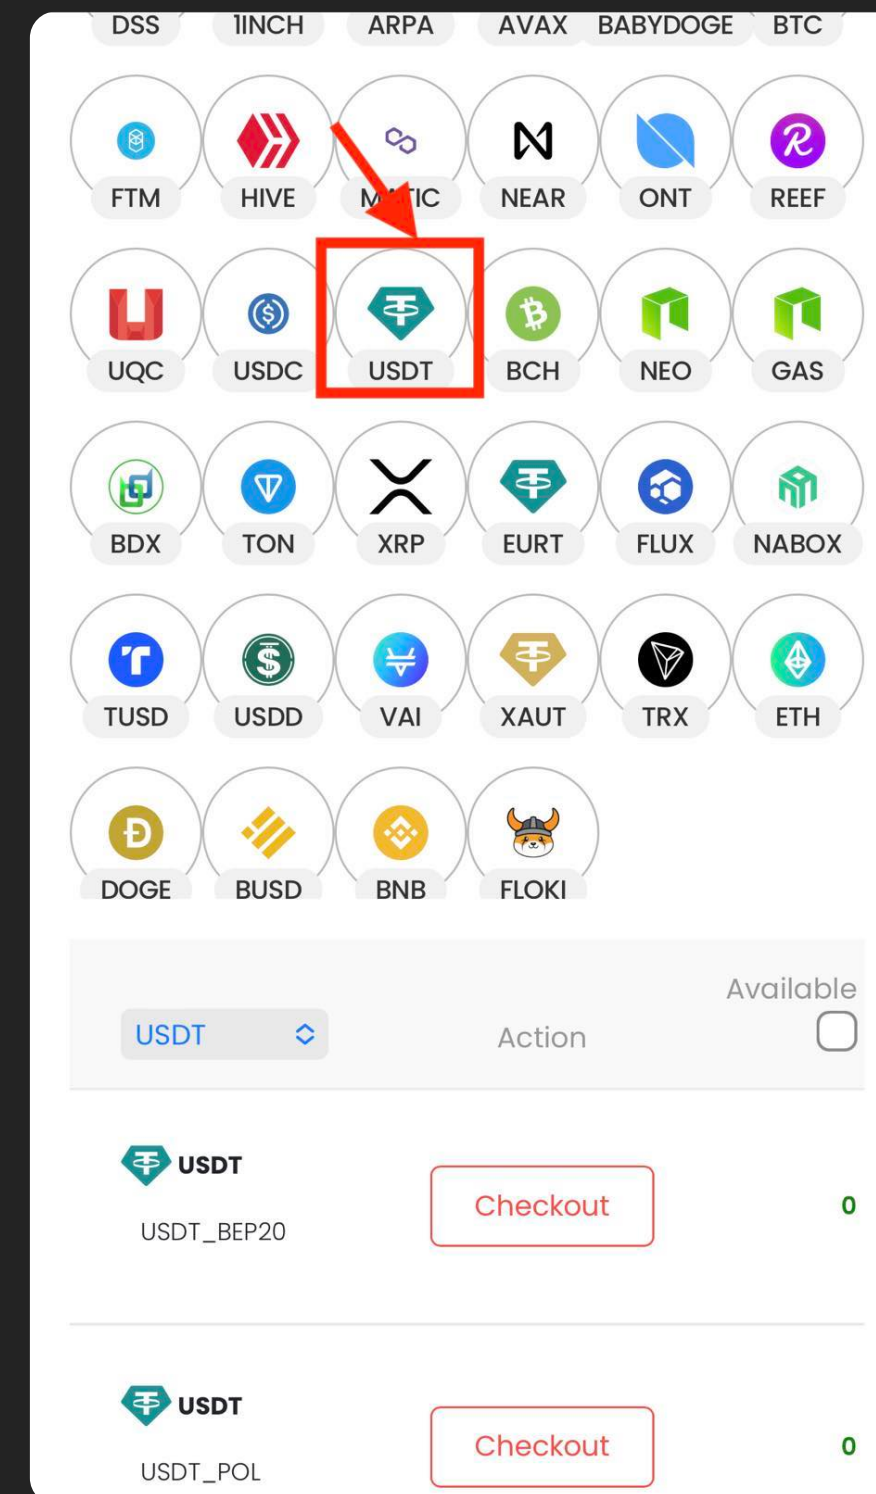 DSS 1INCH ARPA AVAX BABYDOGE BTC
FTM HIVE MATIC NEAR ONT REEF
UQC USDC USDT BCH NEO GAS
BDX TON XRP EURT FLUX NABOX
TUSD USDD VAI XAUT TRX ETH
DOGE BUSD BNB FLOKI
Available
USDT Action
USDT
Checkout 0
USDT_BEP20
USDT
Checkout 0
USDT_POL